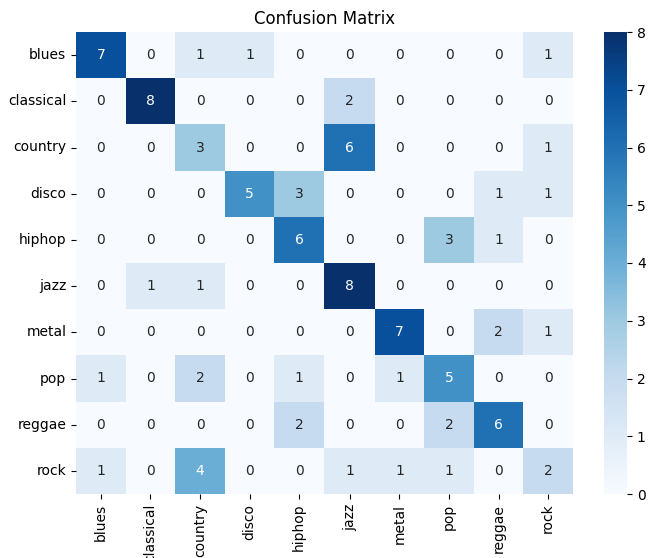 Confusion Matrix
blues 7 0 1 1 0 0 0 0 0 1
classical 0 8 0 0 0 2 0 0 0 0
country 0 0 3 0 0 6 0 0 0 1
disco 0 0 0 5 3 0 0 0 1 1
hiphop 0 0 0 0 6 0 0 3 1 0
jazz 0 1 1 0 0 8 0 0 0 0
metal 0 0 0 0 0 0 7 0 2 1
pop 1 0 2 0 1 0 1 5 0 0
reggae 0 0 0 0 2 0 0 2 6 0
rock 1 0 4 0 0 1 1 1 0 2
blues classical country disco hiphop jazz metal pop reggae rock
8
7
6
5
4
3
2
1
0